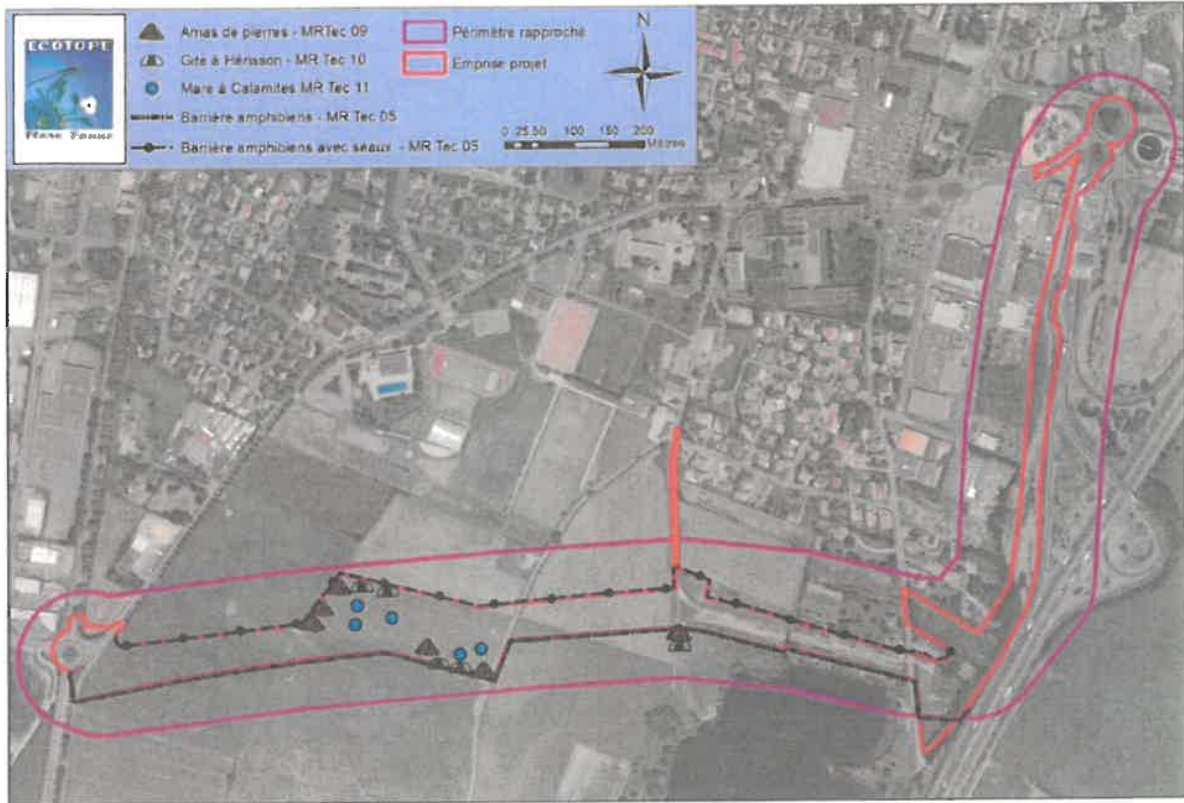 ECOTOPE
Flore Faune
Amas de pierres - MRTec 09
Gîte à Hérisson - MR Tec 10
Mare à Calamites MR Tec 11
Barrière amphibiens - MR Tec 05
Barrière amphibiens avec seaux - MR Tec 05
Périmètre rapproché
Emprise projet
N
0 25 50 100 150 200
Mètres